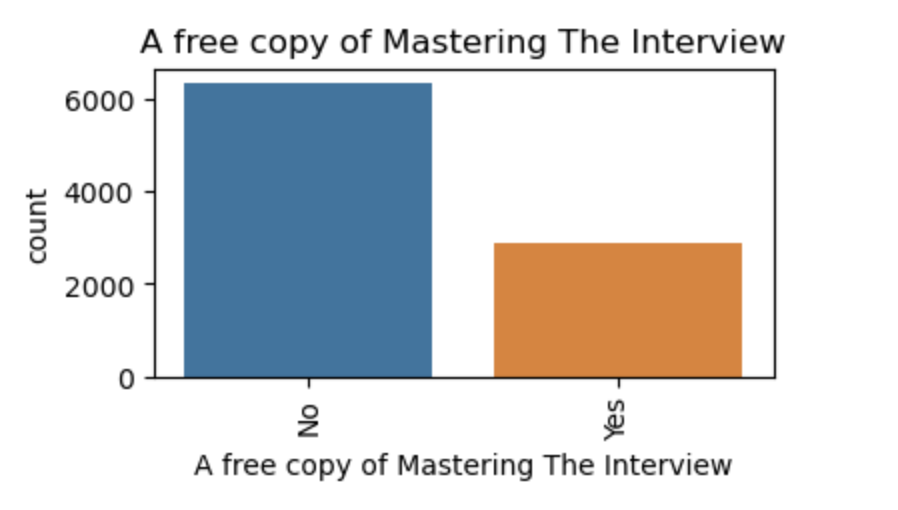 A free copy of Mastering The Interview
6000
4000
2000
0
count
No
Yes
A free copy of Mastering The Interview